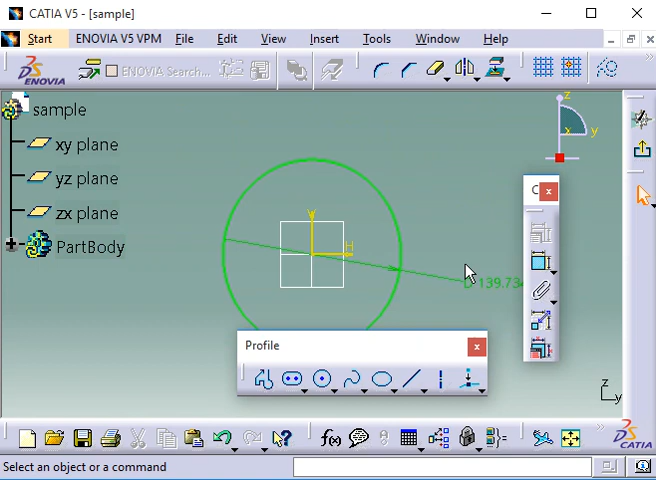 CATIA V5 - [sample]
Start ENOVIA V5 VPM File Edit View Insert Tools Window Help
ENOVIA
ENOVIA Search...
sample
xy plane
yz plane
zx plane
PartBody
z
x y
V
H
D 139.734
C
Profile
z
y
f(x)
CATIA
Select an object or a command